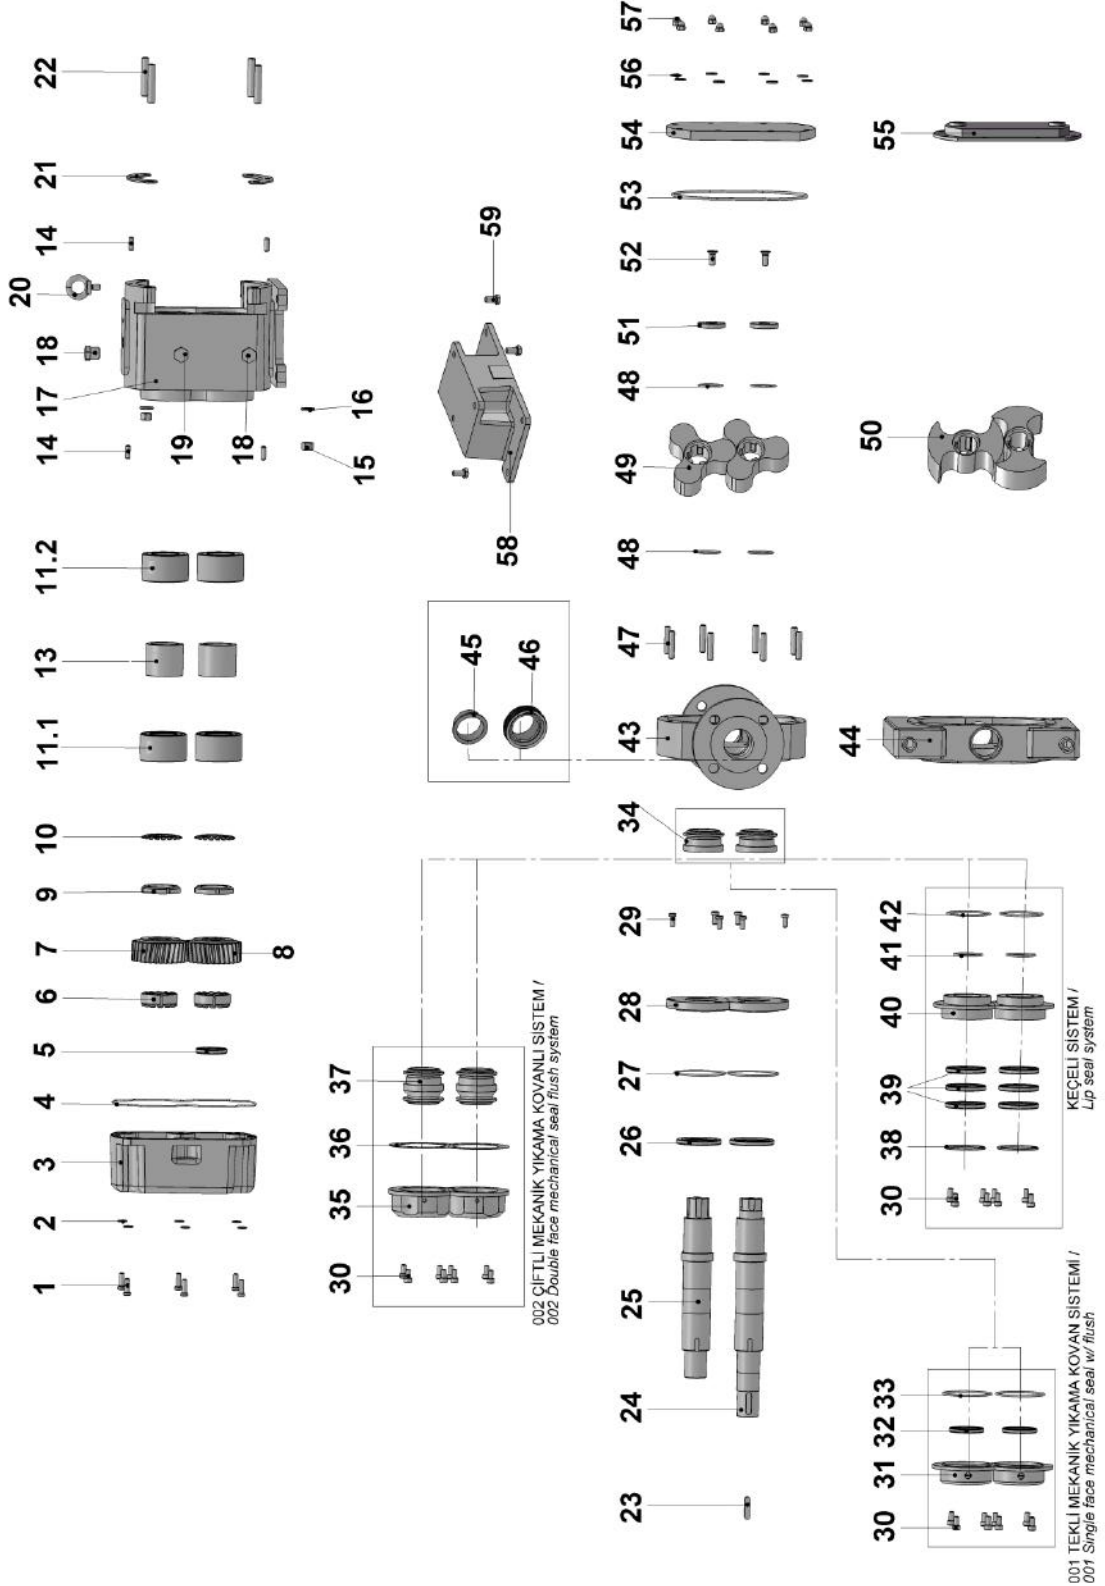 20
1 2 3 4 5 6 7 9 10 11.1 13 11.2 14 17 18 14 21 22
8 19 18
15 16
30 35 36 37
002 ÇİFTLİ MEKANİK YIKAMA KOVANLI SİSTEM /
002 Double face mechanical seal flush system
45
46
59
58
23 24 25 26 27 28 29 34 43 47 48 49 48 51 52 53 54 56 57
44 50 55
30 31 32 33
001 TEKLİ MEKANİK YIKAMA KOVAN SİSTEMİ /
001 Single face mechanical seal w/ flush
30 38 39 40 41 42
KEÇELİ SİSTEM /
Lip seal system